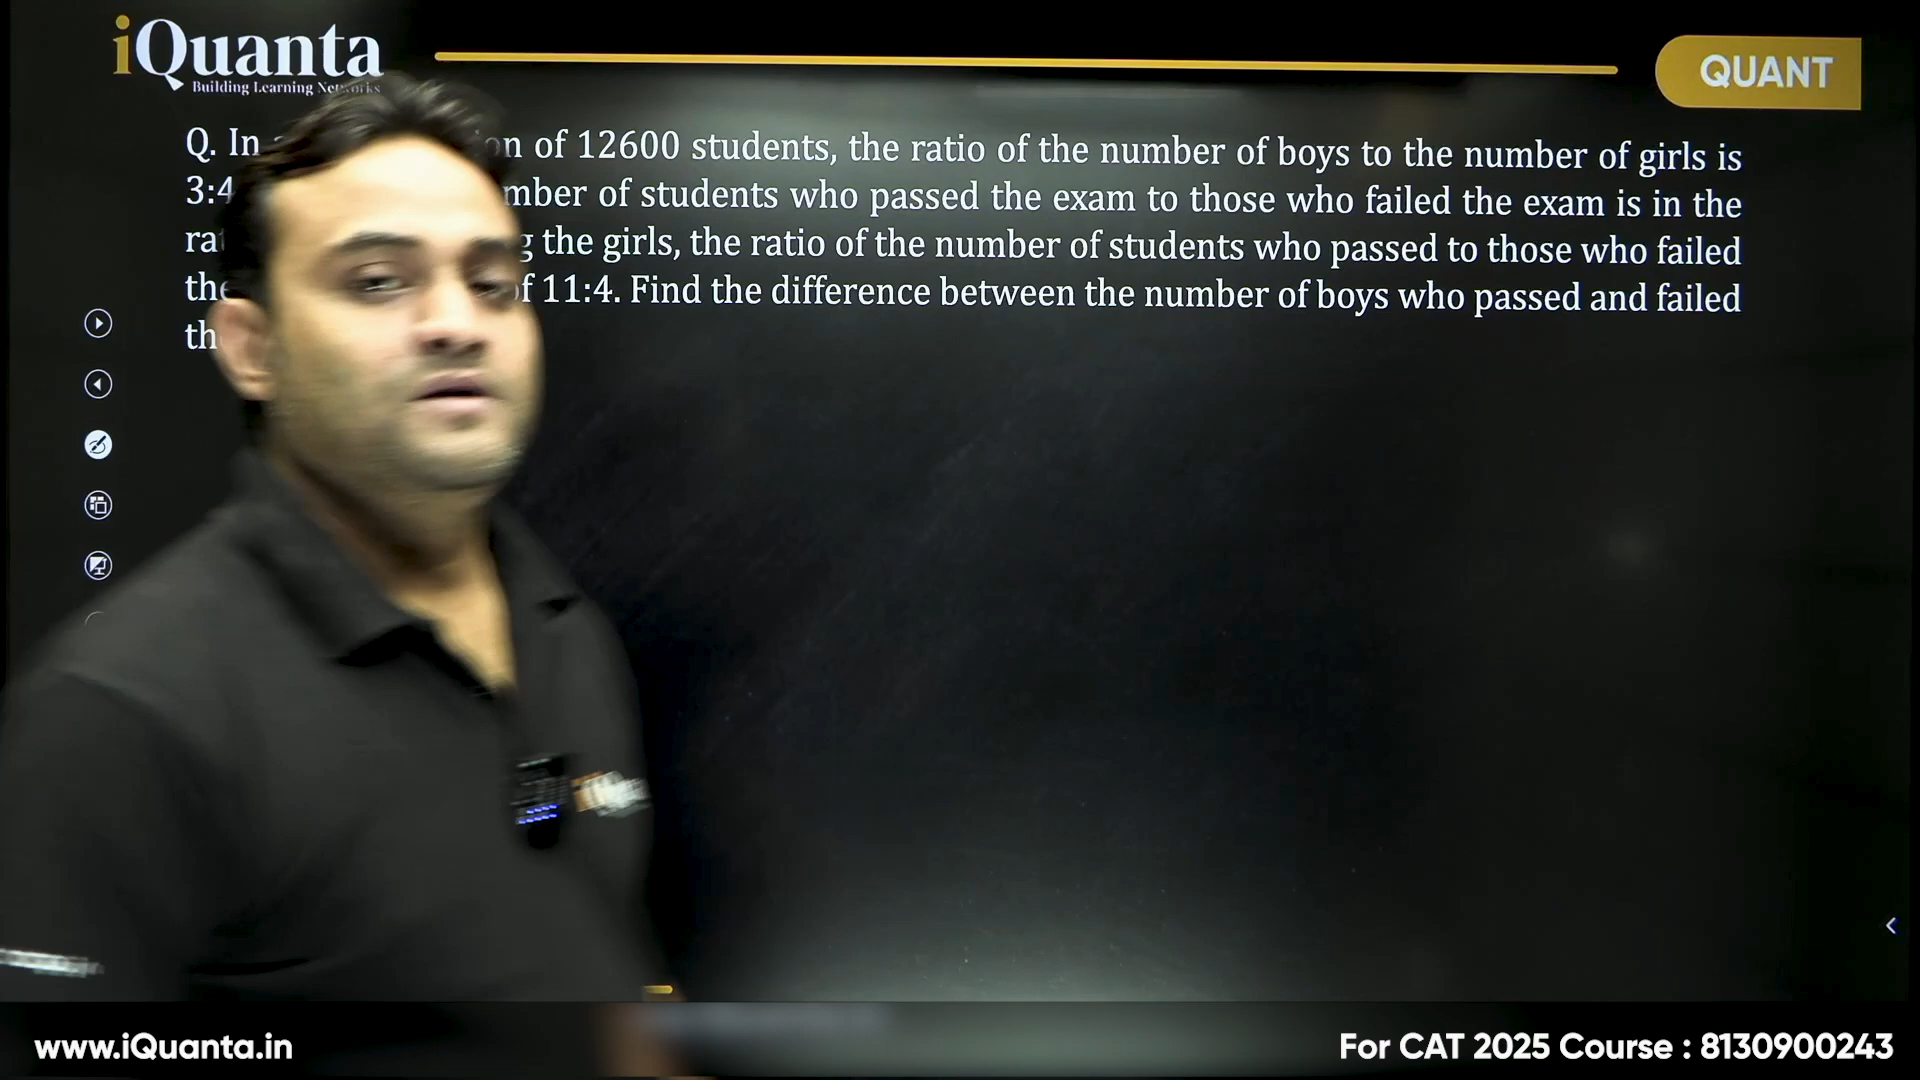 iQuanta
Building Learning Networks
QUANT
Q. In on of 12600 students, the ratio of the number of boys to the number of girls is
3:4 mber of students who passed the exam to those who failed the exam is in the
rat g the girls, the ratio of the number of students who passed to those who failed
the of 11:4. Find the difference between the number of boys who passed and failed
th
www.iQuanta.in
For CAT 2025 Course : 8130900243